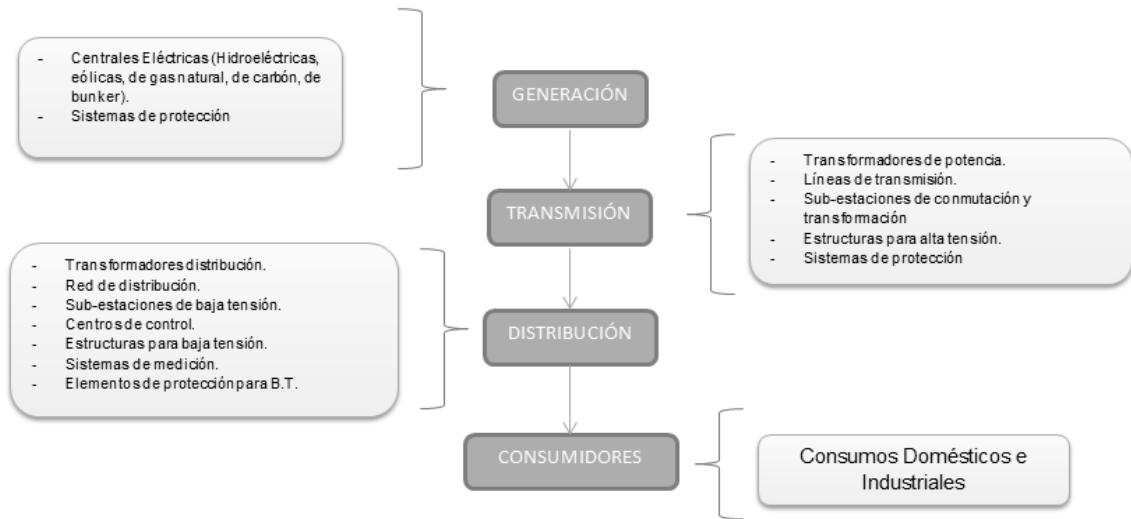 - Centrales Eléctricas (Hidroeléctricas,
eólicas, de gas natural, de carbón, de
bunker).
- Sistemas de protección
GENERACIÓN
TRANSMISIÓN
- Transformadores de potencia.
- Líneas de transmisión.
- Sub-estaciones de conmutación y
transformación
- Estructuras para alta tensión.
- Sistemas de protección
- Transformadores distribución.
- Red de distribución.
- Sub-estaciones de baja tensión.
- Centros de control.
- Estructuras para baja tensión.
- Sistemas de medición.
- Elementos de protección para B.T.
DISTRIBUCIÓN
CONSUMIDORES
Consumos Domésticos e
Industriales